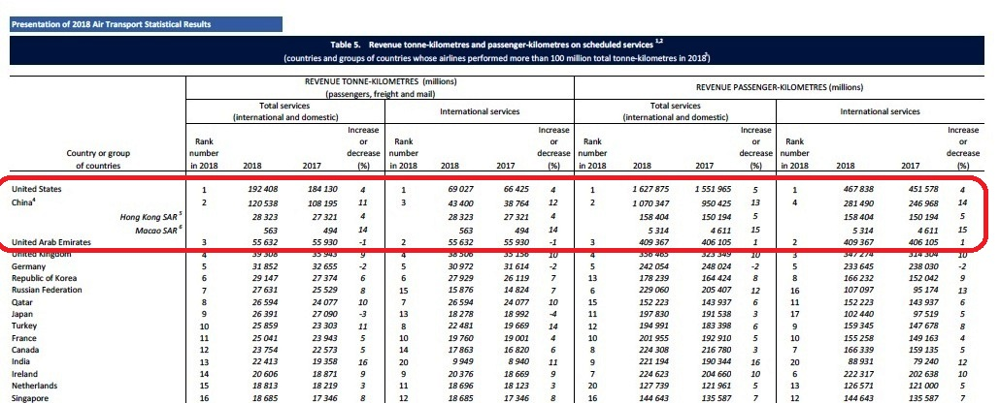 Presentation of 2018 Air Transport Statistical Results
Table 5. Revenue tonne-kilometres and passenger-kilometres on scheduled services 1,2
(countries and groups of countries whose airlines performed more than 100 million total tonne-kilometres in 2018³)
REVENUE TONNE-KILOMETRES (millions)
(passengers, freight and mail)
REVENUE PASSENGER-KILOMETRES (millions)
Total services
(international and domestic)
International services
Total services
(international and domestic)
International services
Country or group
of countries
Rank
number
in 2018
2018
2017
Increase
or
decrease
(%)
Rank
number
in 2018
2018
2017
Increase
or
decrease
(%)
Rank
number
in 2018
2018
2017
Increase
or
decrease
(%)
Rank
number
in 2018
2018
2017
Increase
or
decrease
(%)
United States 1 192 408 184 130 4 1 69 027 66 425 4 1 1 627 875 1 551 965 5 1 467 838 451 578 4
China⁴ 2 120 538 108 195 11 3 43 400 38 764 12 2 1 070 347 950 425 13 4 281 490 246 968 14
Hong Kong SAR ⁵ 28 323 27 321 4 28 323 27 321 4 158 404 150 194 5 158 404 150 194 5
Macao SAR ⁶ 563 494 14 563 494 14 5 314 4 611 15 5 314 4 611 15
United Arab Emirates 3 55 632 55 930 -1 2 55 632 55 930 -1 3 409 367 406 105 1 2 409 367 406 105 1
United Kingdom 4 39 308 35 943 9 4 38 506 35 156 10 4 356 465 323 349 10 3 347 274 314 304 10
Germany 5 31 852 32 655 -2 5 30 972 31 614 -2 5 242 054 248 024 -2 5 233 645 238 030 -2
Republic of Korea 6 29 147 27 374 6 6 27 929 26 119 7 13 178 239 164 424 8 8 166 232 152 042 9
Russian Federation 7 27 631 25 529 8 15 15 876 14 824 7 6 229 060 205 407 12 16 107 097 95 174 13
Qatar 8 26 594 24 077 10 7 26 594 24 077 10 15 152 223 143 937 6 11 152 223 143 937 6
Japan 9 26 391 27 090 -3 13 18 278 18 992 -4 11 197 830 191 538 3 17 102 440 97 519 5
Turkey 10 25 859 23 303 11 8 22 481 19 669 14 12 194 991 183 398 6 9 159 345 147 678 8
France 11 25 041 23 943 5 10 19 760 19 001 4 10 201 955 192 910 5 10 155 258 149 163 4
Canada 12 23 754 22 573 5 14 17 863 16 820 6 8 224 308 216 780 3 7 166 339 159 135 5
India 13 22 413 19 358 16 20 9 949 8 940 11 9 221 194 190 344 16 20 88 931 79 240 12
Ireland 14 20 606 18 871 9 9 20 376 18 669 9 7 224 623 204 660 10 6 222 317 202 638 10
Netherlands 15 18 813 18 219 3 11 18 696 18 123 3 20 127 739 121 961 5 13 126 571 121 000 5
Singapore 16 18 685 17 346 8 12 18 685 17 346 8 16 144 643 135 587 7 12 144 643 135 587 7